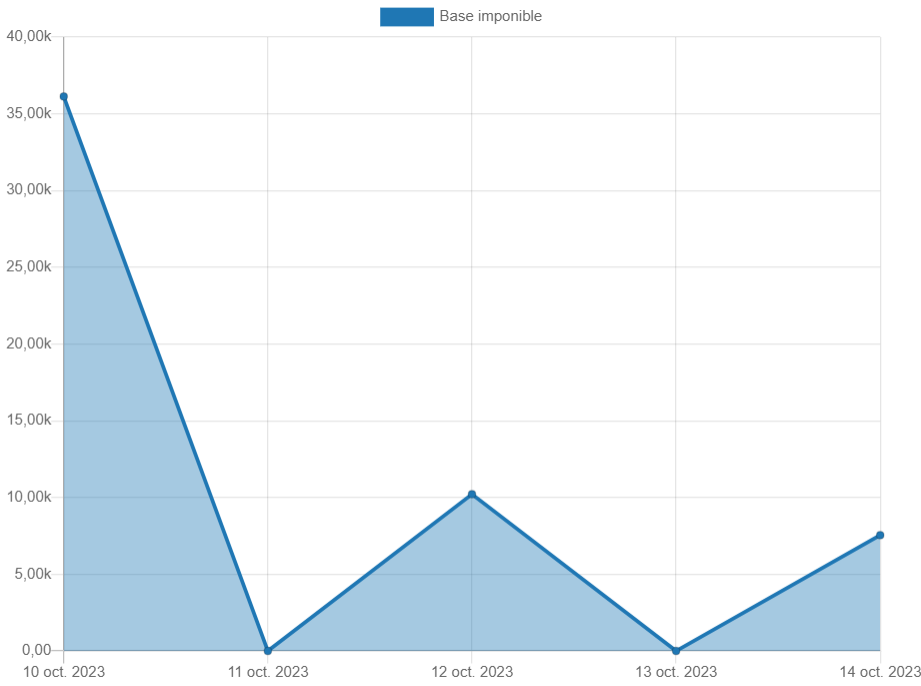 Base imponible
40,00k
35,00k
30,00k
25,00k
20,00k
15,00k
10,00k
5,00k
0,00
10 oct. 2023 11 oct. 2023 12 oct. 2023 13 oct. 2023 14 oct. 2023